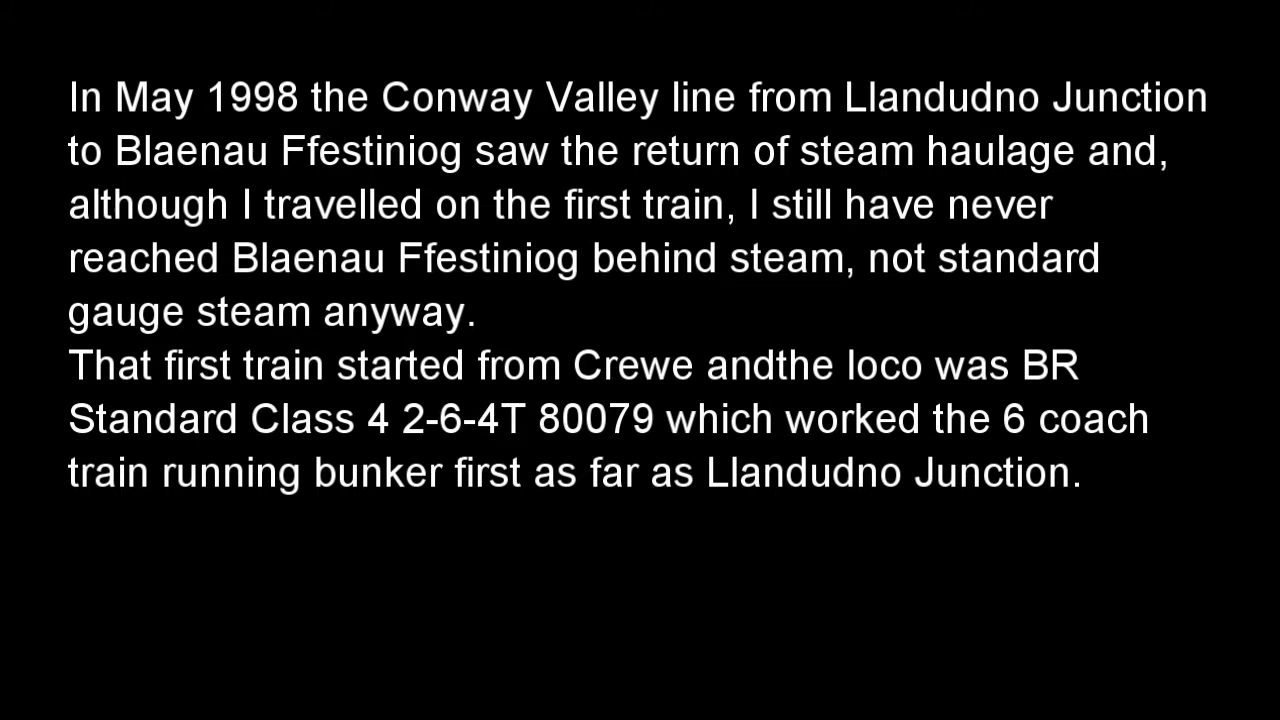 In May 1998 the Conway Valley line from Llandudno Junction
to Blaenau Ffestiniog saw the return of steam haulage and,
although I travelled on the first train, I still have never
reached Blaenau Ffestiniog behind steam, not standard
gauge steam anyway.
That first train started from Crewe andthe loco was BR
Standard Class 4 2-6-4T 80079 which worked the 6 coach
train running bunker first as far as Llandudno Junction.